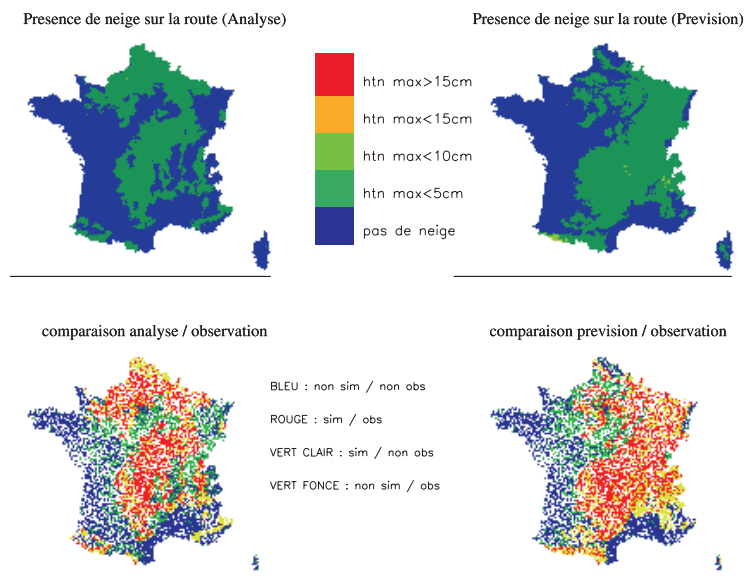 Presence de neige sur la route (Analyse)
Presence de neige sur la route (Prevision)
htn max>15cm
htn max<15cm
htn max<10cm
htn max<5cm
pas de neige
comparaison analyse / observation
comparaison prevision / observation
BLEU : non sim / non obs
ROUGE : sim / obs
VERT CLAIR : sim / non obs
VERT FONCE : non sim / obs